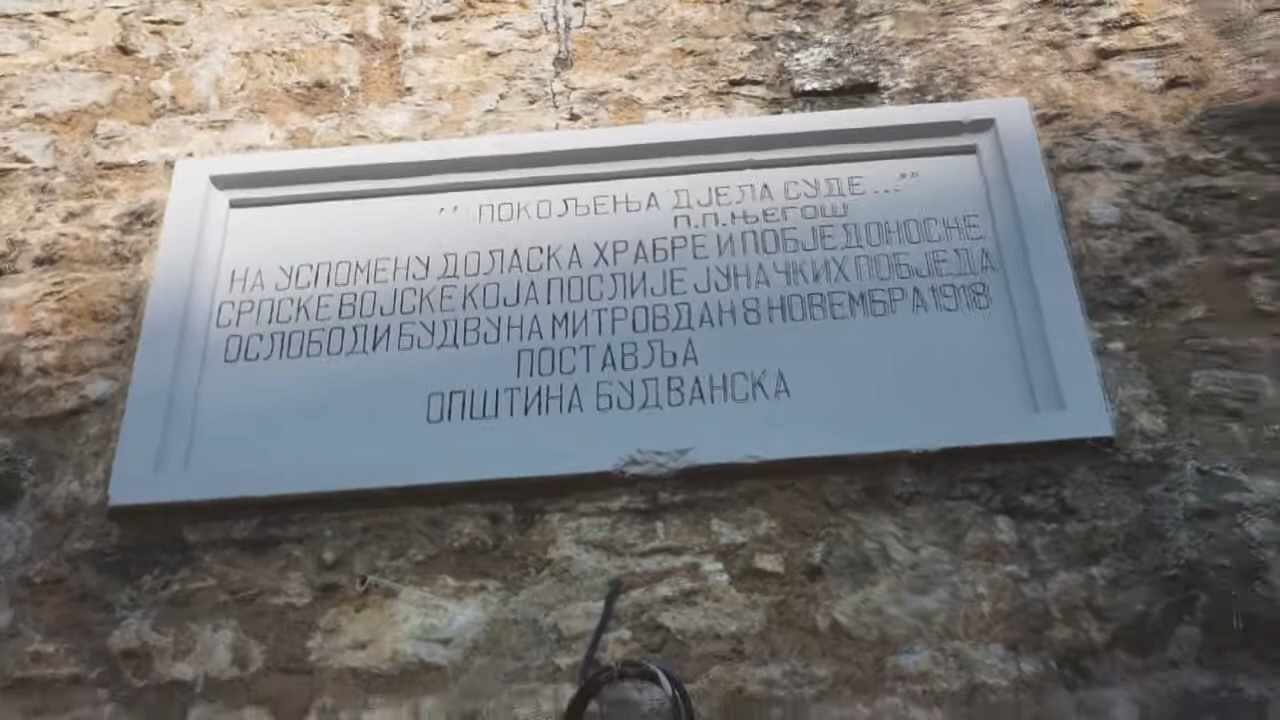 " ПОКОЉЕЊА ДЈЕЛА СУДЕ..."
П.П.ЊЕГОШ
НА УСПОМЕНУ ДОЛАСКА ХРАБРЕ И ПОБЈЕДОНОСНЕ
СРПСКЕ ВОЈСКЕ КОЈА ПОСЛИЈЕ ЈУНАЧКИХ ПОБЈЕДА
ОСЛОБОДИ БУДВУ НА МИТРОВДАН 8 НОВЕМБРА 1918
ПОСТАВЉА
ОПШТИНА БУДВАНСКА